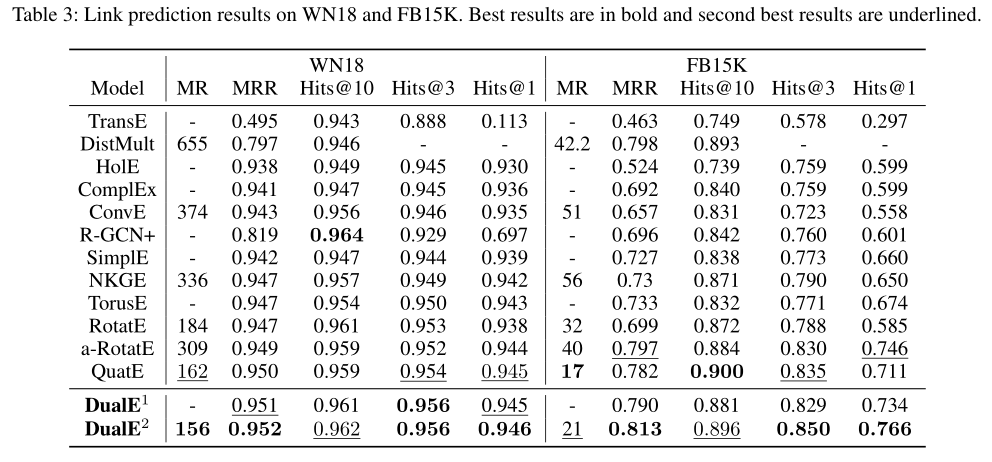 Table 3: Link prediction results on WN18 and FB15K. Best results are in bold and second best results are underlined.
WN18 FB15K
Model MR MRR Hits@10 Hits@3 Hits@1 MR MRR Hits@10 Hits@3 Hits@1
TransE - 0.495 0.943 0.888 0.113 - 0.463 0.749 0.578 0.297
DistMult 655 0.797 0.946 - - 42.2 0.798 0.893 - -
HolE - 0.938 0.949 0.945 0.930 - 0.524 0.739 0.759 0.599
ComplEx - 0.941 0.947 0.945 0.936 - 0.692 0.840 0.759 0.599
ConvE 374 0.943 0.956 0.946 0.935 51 0.657 0.831 0.723 0.558
R-GCN+ - 0.819 0.964 0.929 0.697 - 0.696 0.842 0.760 0.601
SimplE - 0.942 0.947 0.944 0.939 - 0.727 0.838 0.773 0.660
NKGE 336 0.947 0.957 0.949 0.942 56 0.73 0.871 0.790 0.650
TorusE - 0.947 0.954 0.950 0.943 - 0.733 0.832 0.771 0.674
RotatE 184 0.947 0.961 0.953 0.938 32 0.699 0.872 0.788 0.585
a-RotatE 309 0.949 0.959 0.952 0.944 40 0.797 0.884 0.830 0.746
QuatE 162 0.950 0.959 0.954 0.945 17 0.782 0.900 0.835 0.711
DualE¹ - 0.951 0.961 0.956 0.945 - 0.790 0.881 0.829 0.734
DualE² 156 0.952 0.962 0.956 0.946 21 0.813 0.896 0.850 0.766